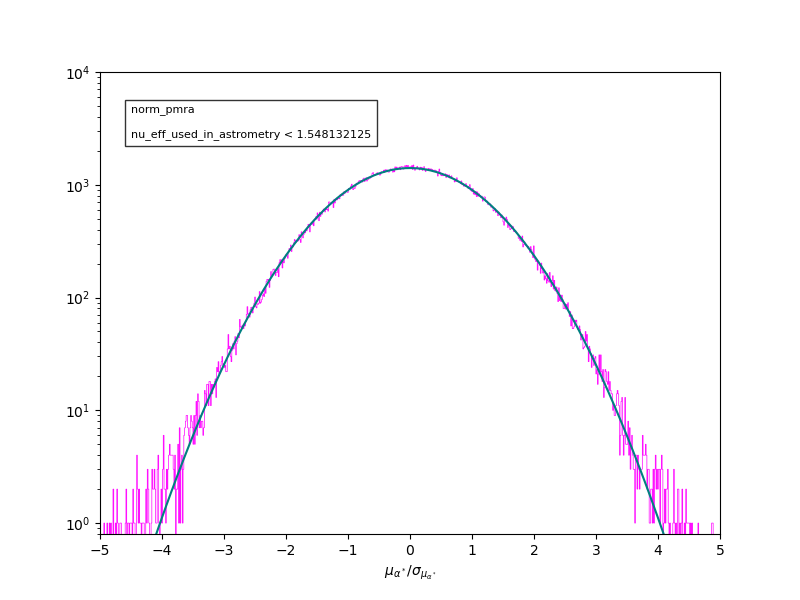 10⁴
norm_pmra
nu_eff_used_in_astrometry < 1.548132125
10³
10²
10¹
10⁰
−5 −4 −3 −2 −1 0 1 2 3 4 5
μα*/σμα*